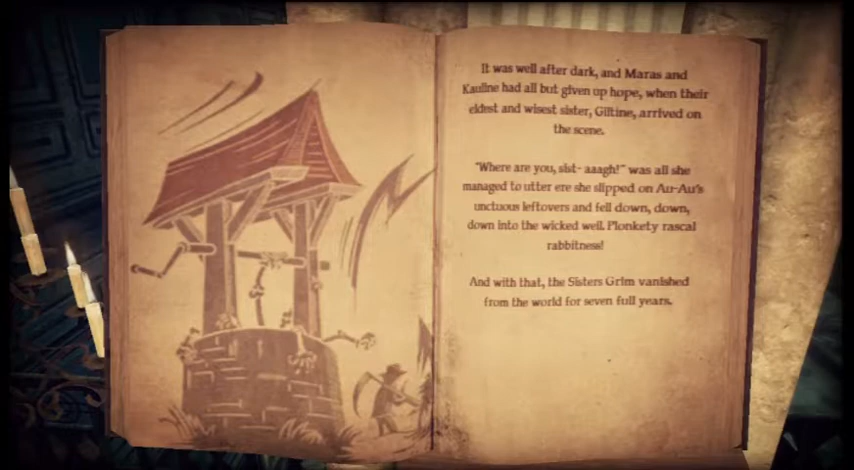 It was well after dark, and Maras and
Kauline had all but given up hope, when their
eldest and wisest sister, Giltine, arrived on
the scene.
"Where are you, sist- aaagh!" was all she
managed to utter ere she slipped on Au-Au's
unctuous leftovers and fell down, down,
down into the wicked well. Plonkety rascal
rabbitness!
And with that, the Sisters Grim vanished
from the world for seven full years.